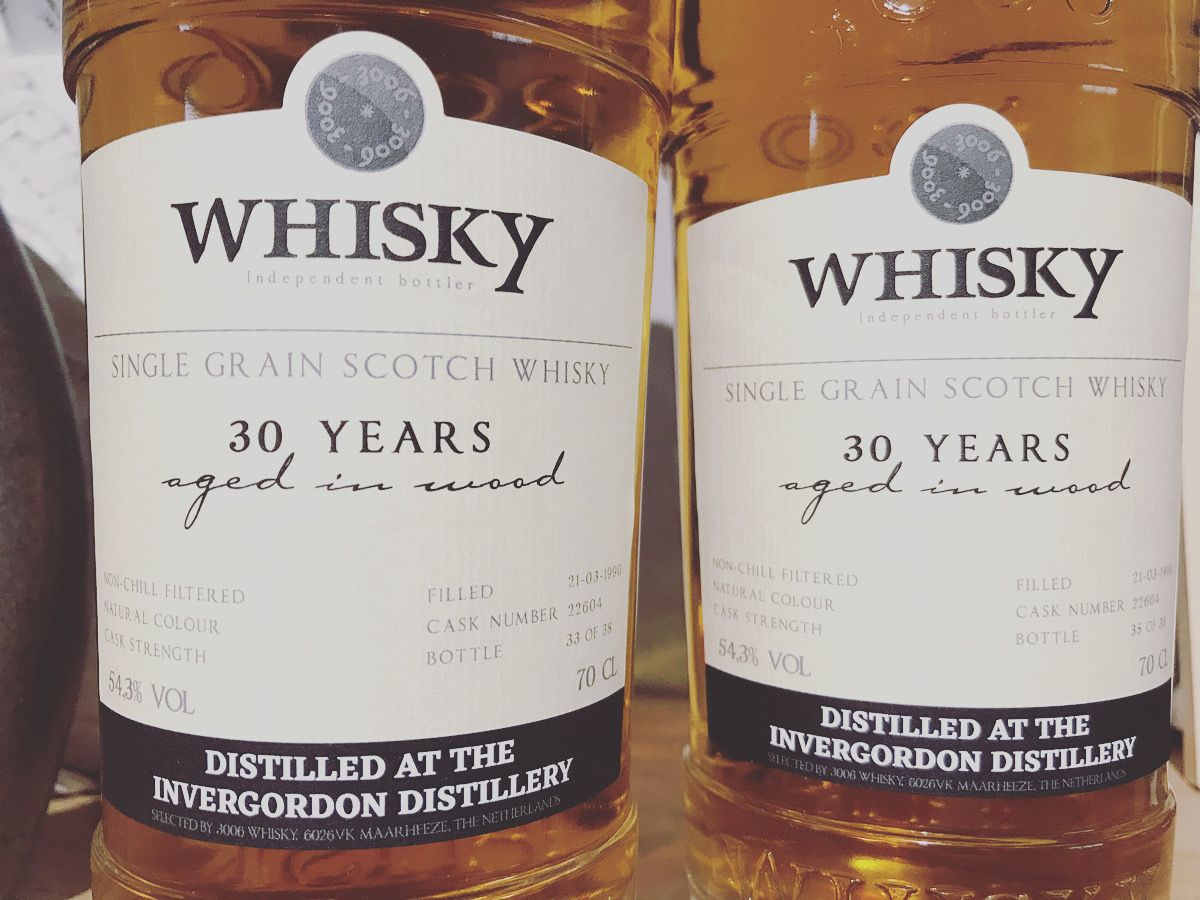 3006 - 3006 - 3006 - 3006
WHISKY
Independent bottler
SINGLE GRAIN SCOTCH WHISKY
30 YEARS
aged in wood
NON-CHILL FILTERED
NATURAL COLOUR
CASK STRENGTH
54,3% VOL
FILLED 21-03-1990
CASK NUMBER 22604
BOTTLE 33 OF 38
70 CL
DISTILLED AT THE
INVERGORDON DISTILLERY
SELECTED BY 3006 WHISKY, 6026VK MAARHEEZE, THE NETHERLANDS
3006 - 3006 - 3006 - 3006
WHISKY
Independent bottler
SINGLE GRAIN SCOTCH WHISKY
30 YEARS
aged in wood
NON-CHILL FILTERED
NATURAL COLOUR
CASK STRENGTH
54,3% VOL
FILLED 21-03-1990
CASK NUMBER 22604
BOTTLE 35 OF 38
70 CL
DISTILLED AT THE
INVERGORDON DISTILLERY
SELECTED BY 3006 WHISKY, 6026VK MAARHEEZE, THE NETHERLANDS